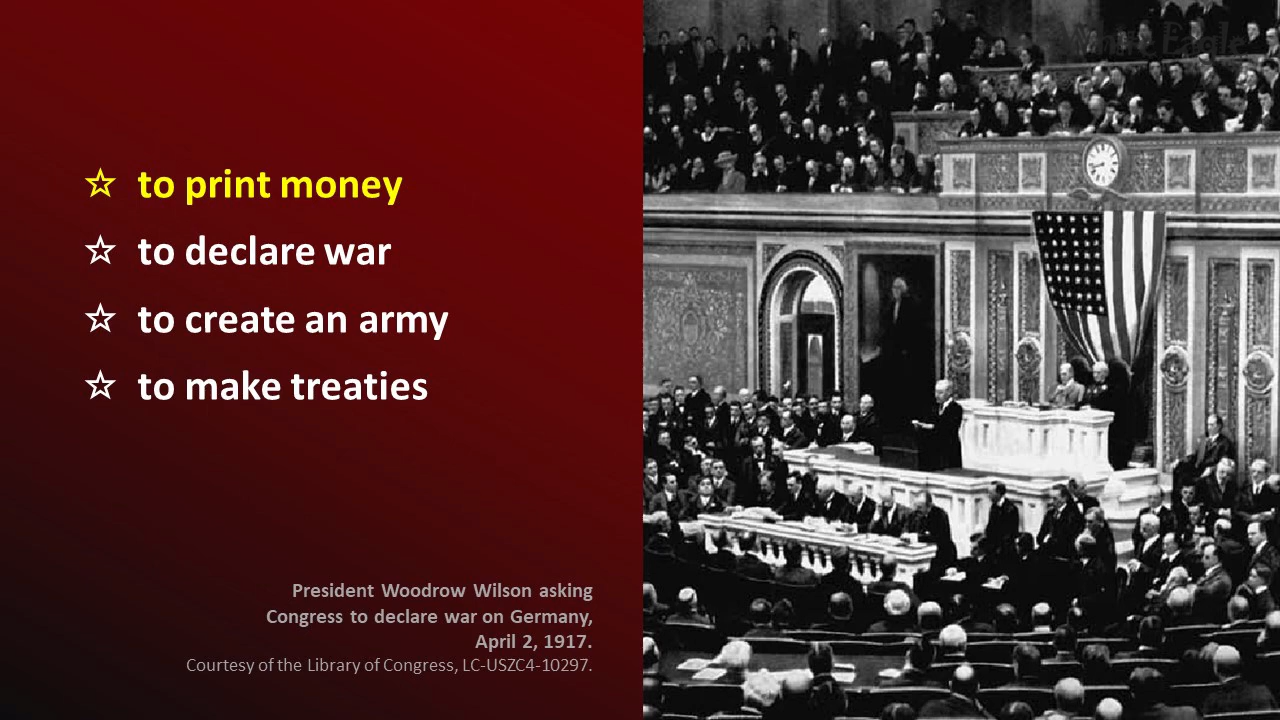 ☆ to print money
☆ to declare war
☆ to create an army
☆ to make treaties
President Woodrow Wilson asking
Congress to declare war on Germany,
April 2, 1917.
Courtesy of the Library of Congress, LC-USZC4-10297.